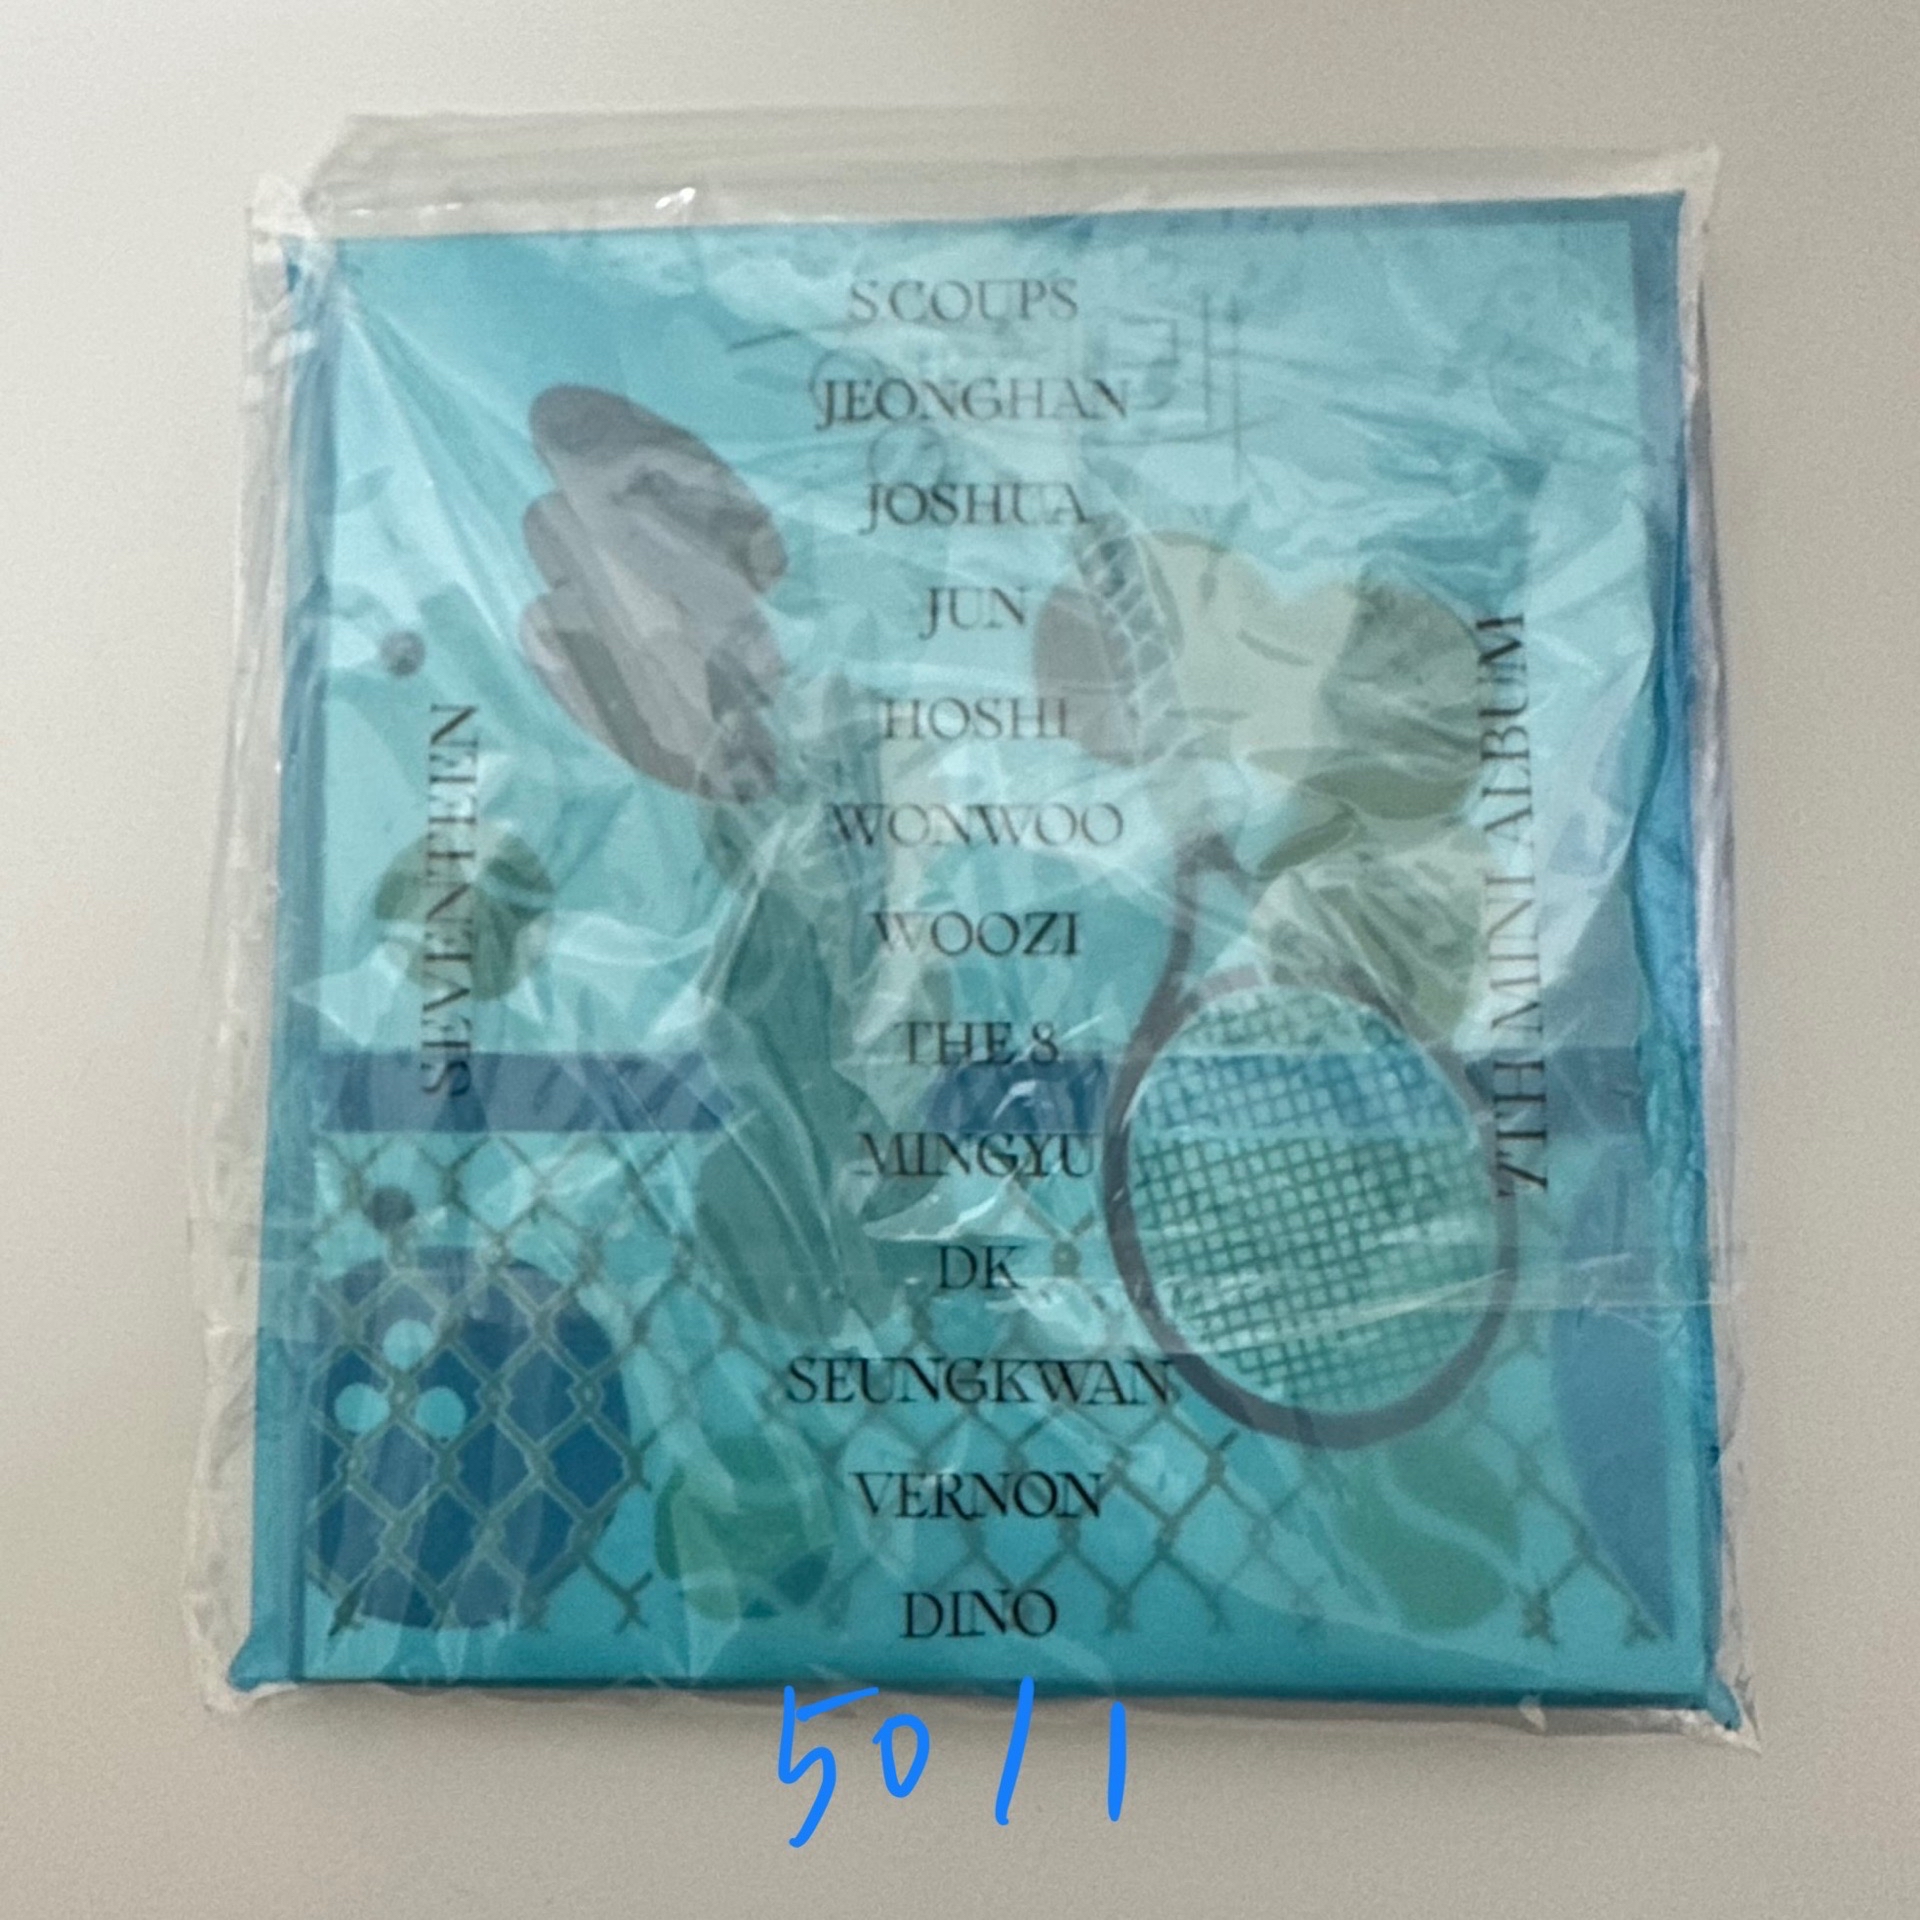 S.COUPS
JEONGHAN
JOSHUA
JUN
HOSHI
WONWOO
WOOZI
THE 8
MINGYU
DK
SEUNGKWAN
VERNON
DINO
SEVENTEEN
7TH MINI ALBUM
50/1